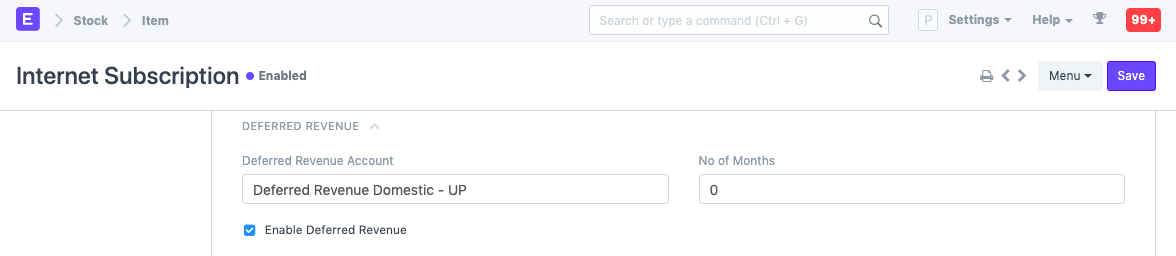 E Stock Item Search or type a command (Ctrl + G) P Settings Help 99+
Internet Subscription Enabled Menu Save
DEFERRED REVENUE
Deferred Revenue Account No of Months
Deferred Revenue Domestic - UP 0
Enable Deferred Revenue